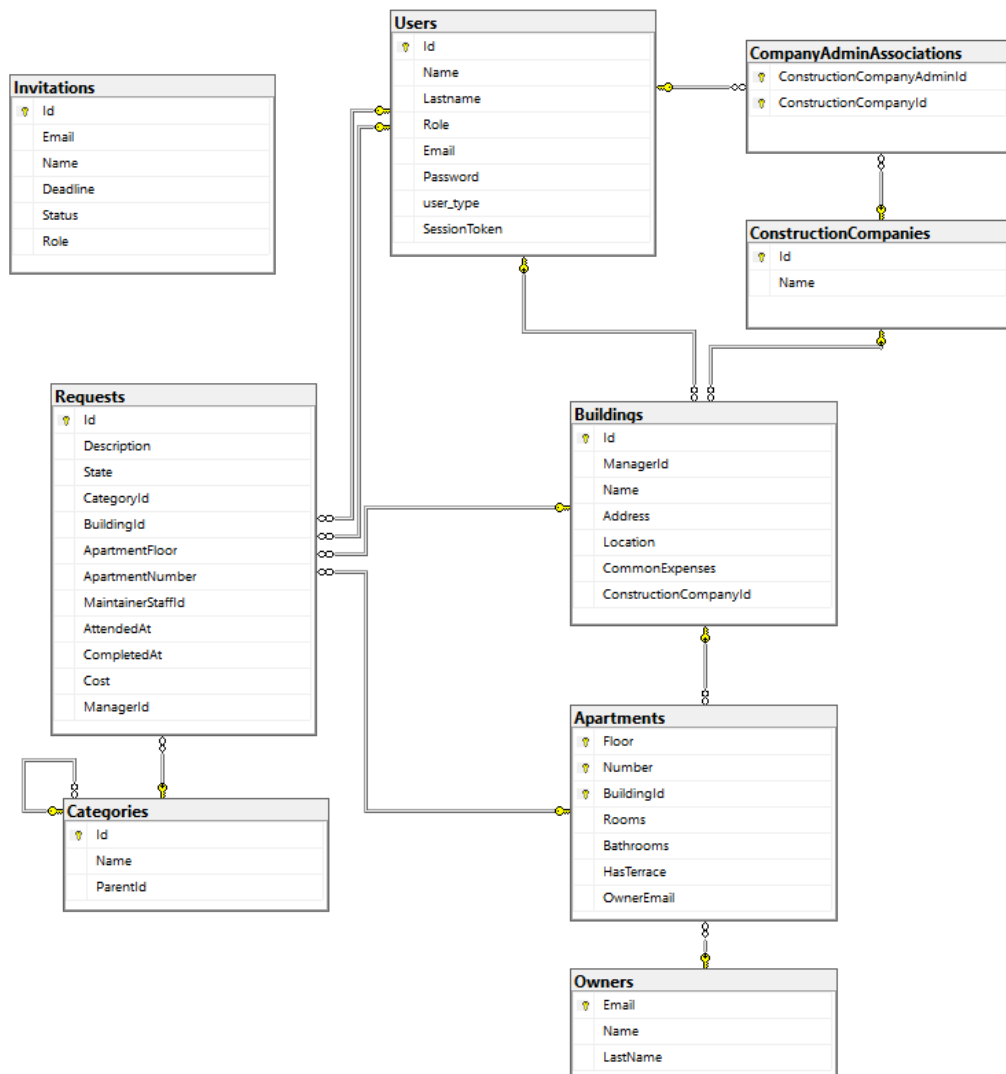 Users
Id
Name
Lastname
Role
Email
Password
user_type
SessionToken
CompanyAdminAssociations
ConstructionCompanyAdminId
ConstructionCompanyId
Invitations
Id
Email
Name
Deadline
Status
Role
ConstructionCompanies
Id
Name
Requests
Id
Description
State
CategoryId
BuildingId
ApartmentFloor
ApartmentNumber
MaintainerStaffId
AttendedAt
CompletedAt
Cost
ManagerId
Buildings
Id
ManagerId
Name
Address
Location
CommonExpenses
ConstructionCompanyId
Apartments
Floor
Number
BuildingId
Rooms
Bathrooms
HasTerrace
OwnerEmail
Categories
Id
Name
ParentId
Owners
Email
Name
LastName